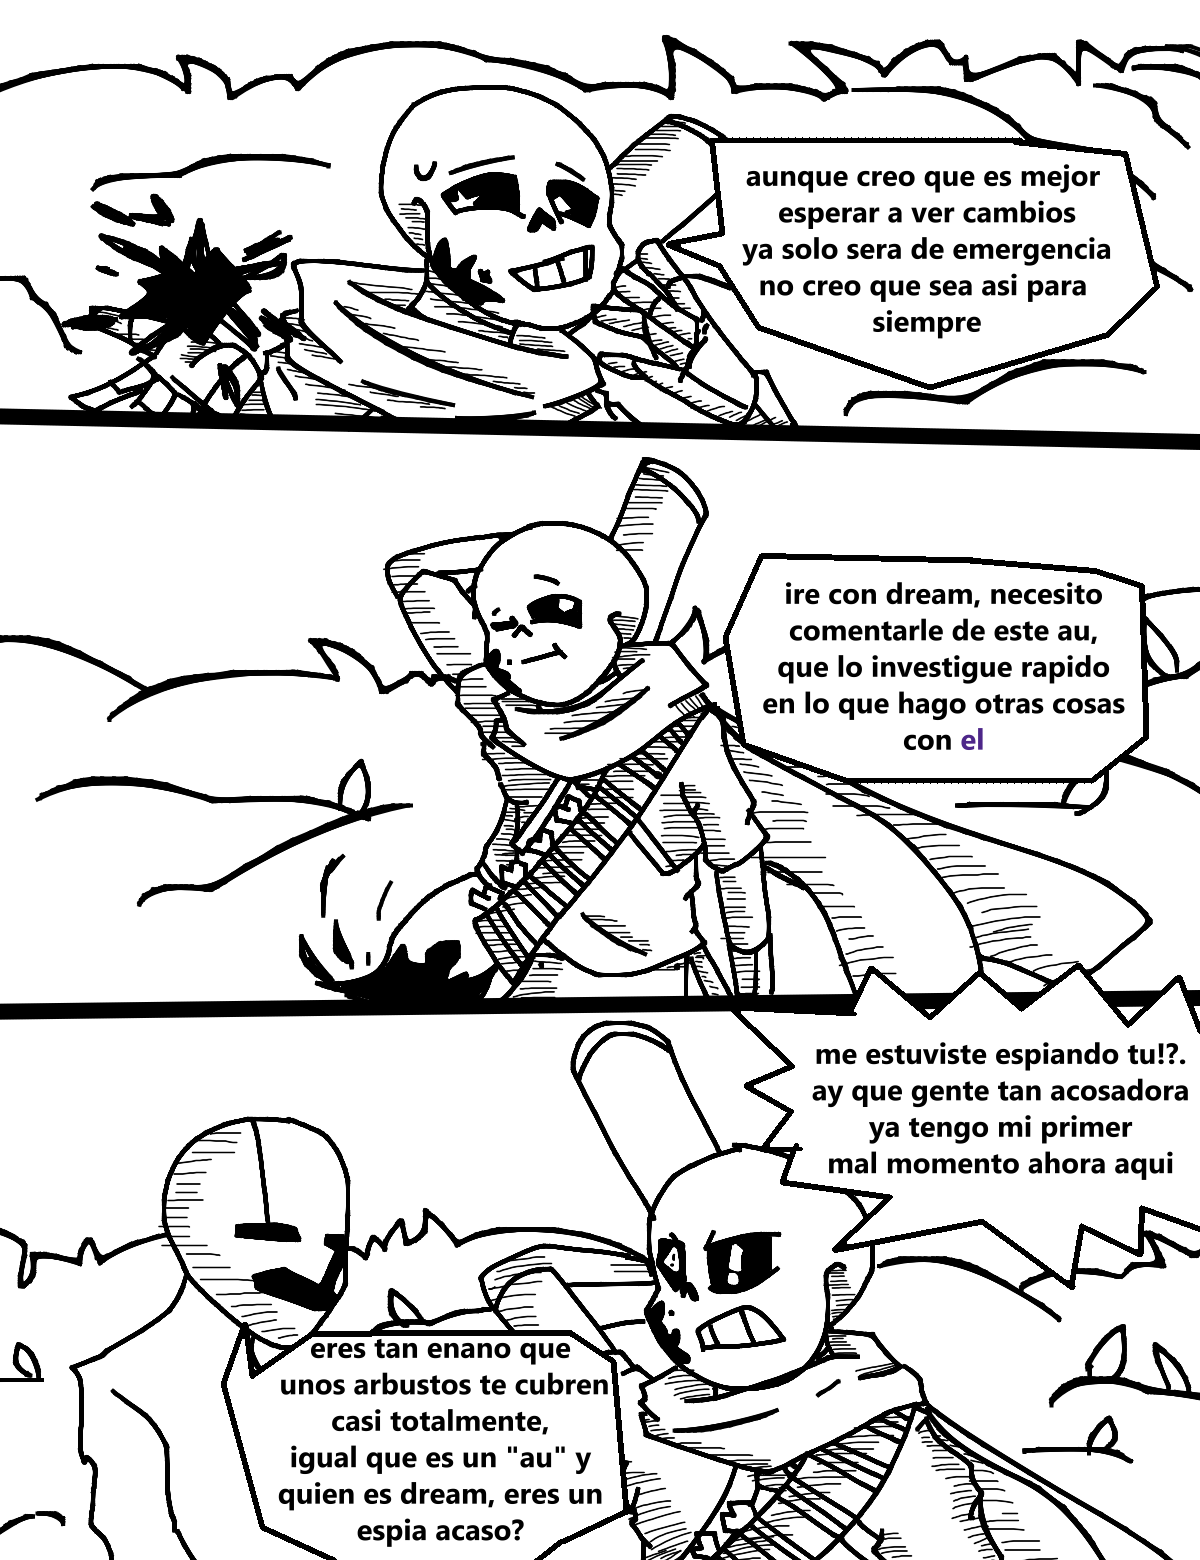 aunque creo que es mejor
esperar a ver cambios
ya solo sera de emergencia
no creo que sea asi para
siempre
ire con dream, necesito
comentarle de este au,
que lo investigue rapido
en lo que hago otras cosas
con el
me estuviste espiando tu!?.
ay que gente tan acosadora
ya tengo mi primer
mal momento ahora aqui
eres tan enano que
unos arbustos te cubren
casi totalmente,
igual que es un "au" y
quien es dream, eres un
espia acaso?